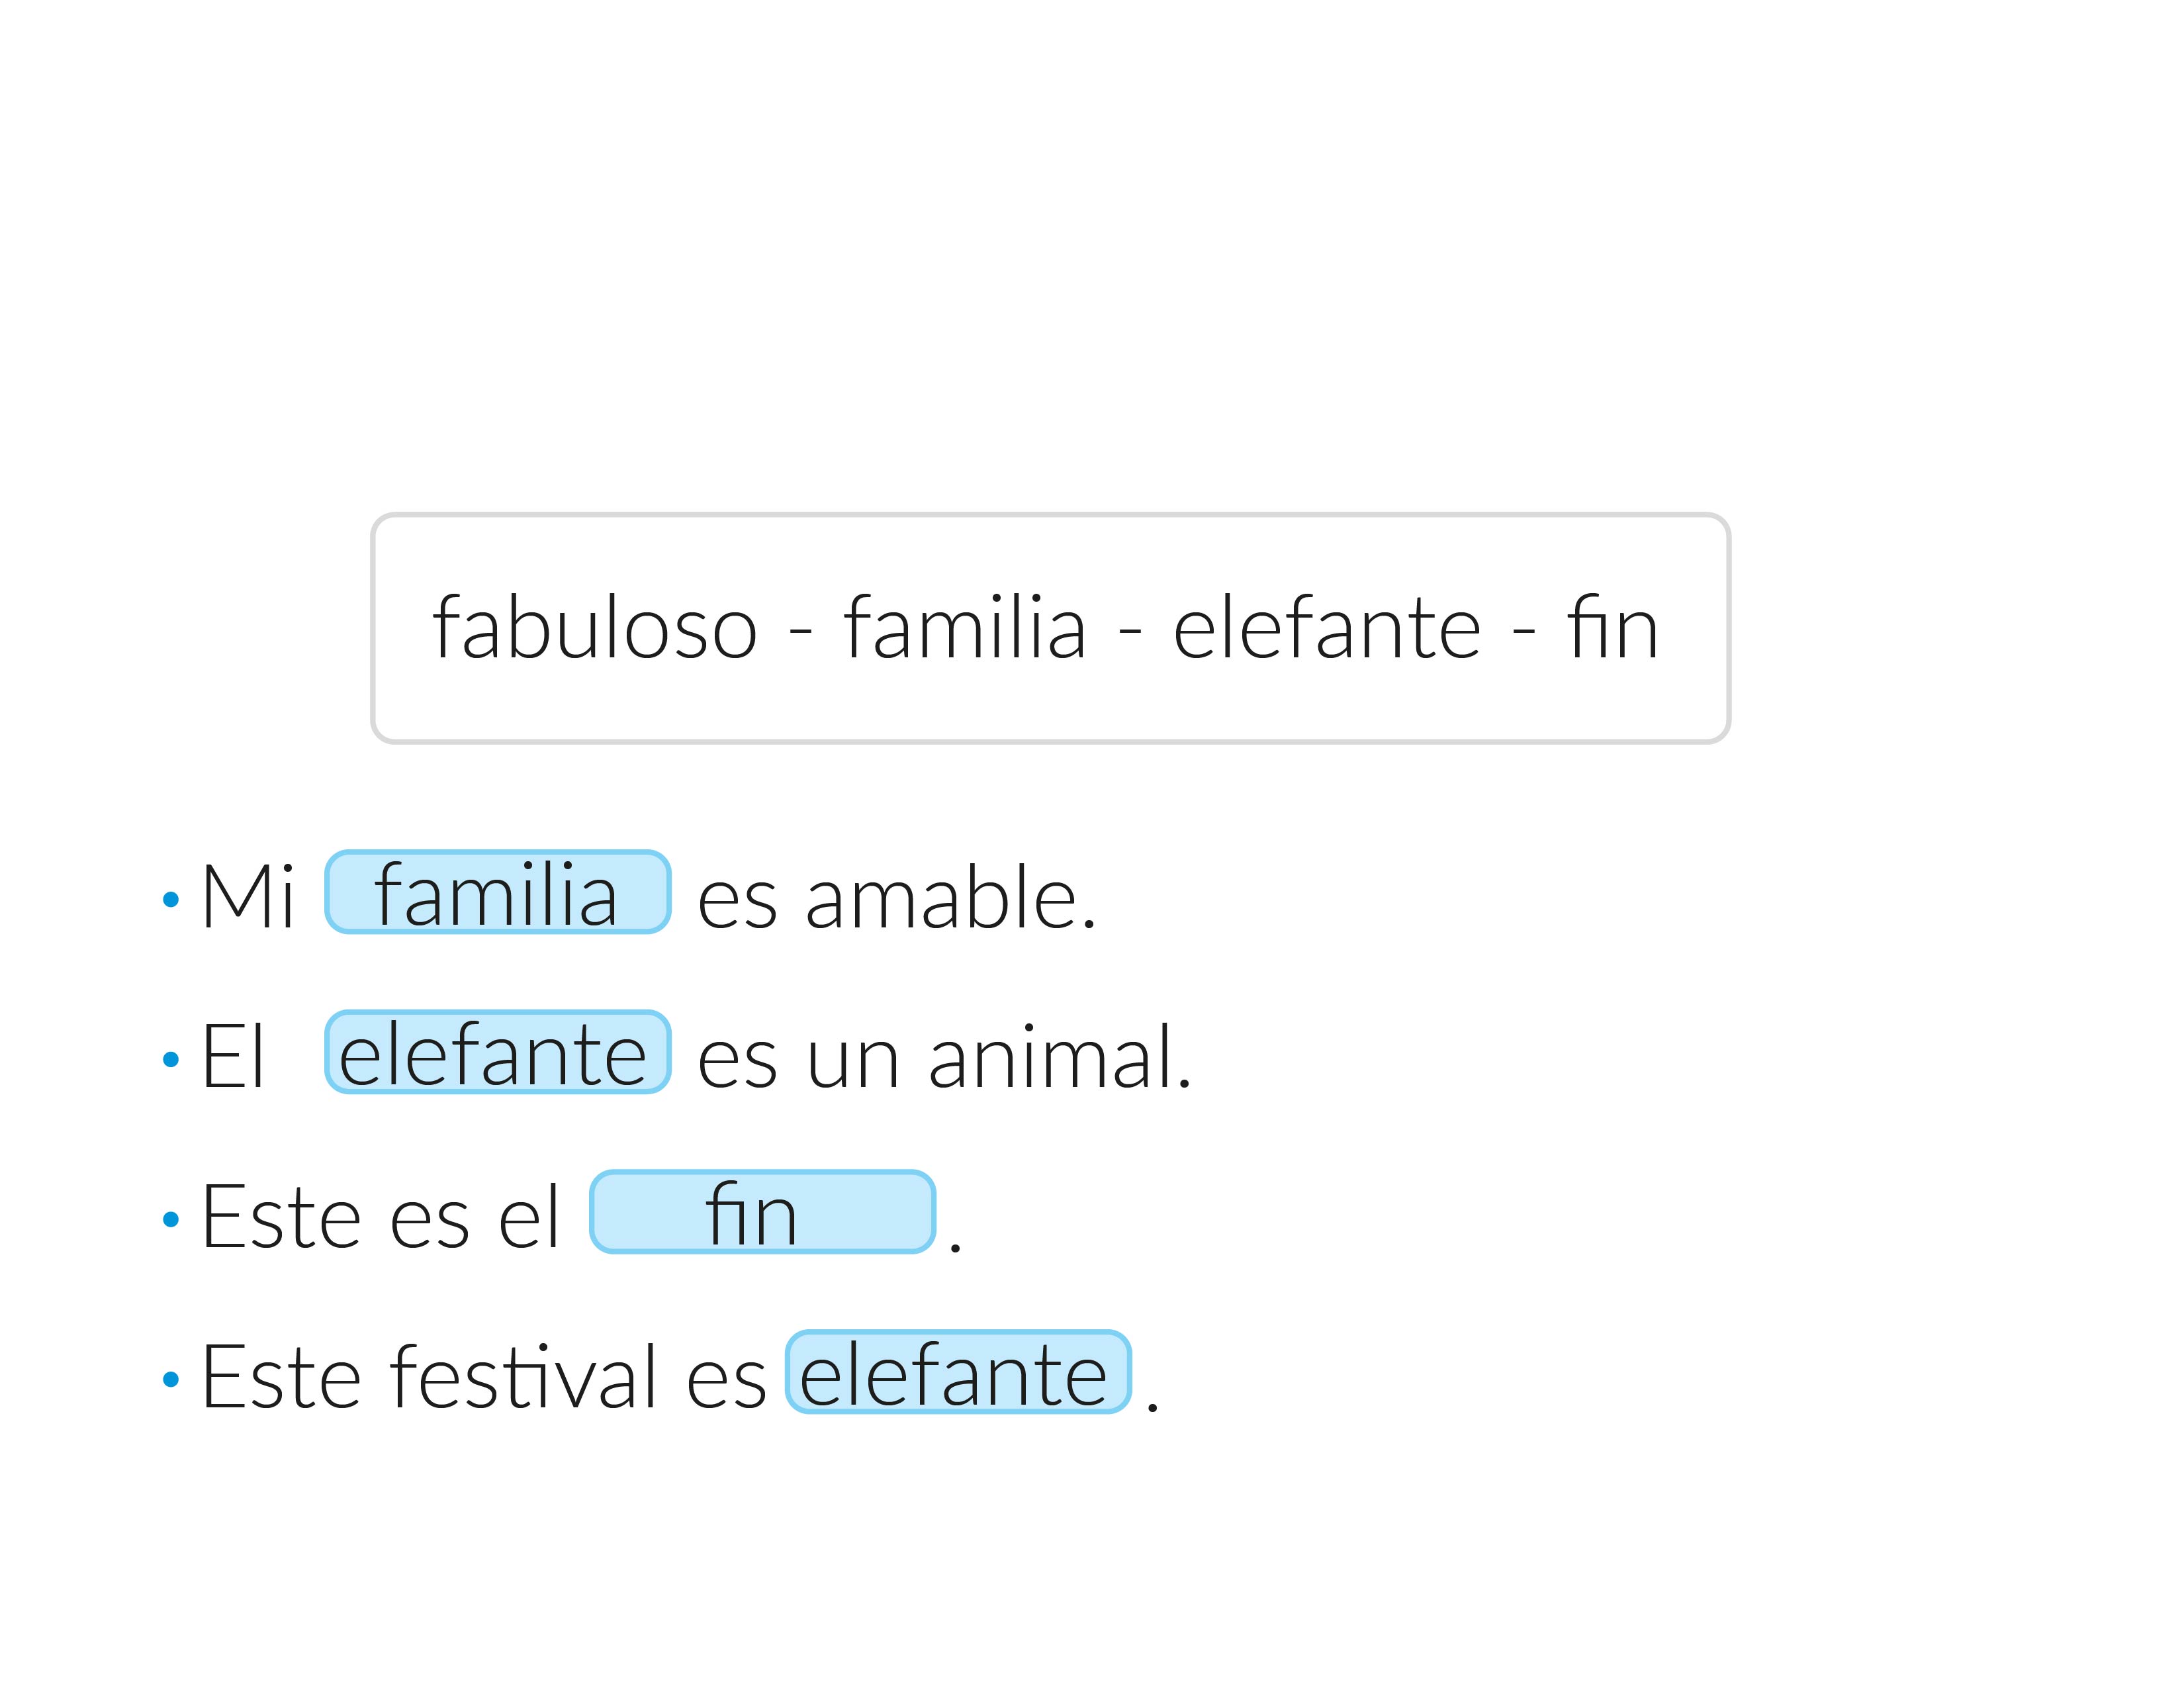 fabuloso - familia - elefante - fin
• Mi familia es amable.
• El elefante es un animal.
• Este es el fin .
• Este festival es elefante .